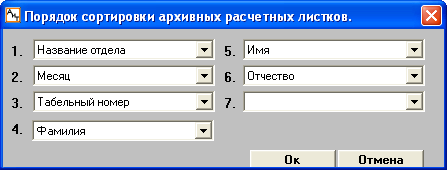 Порядок сортировки архивных расчетных листков.
1. Название отдела
2. Месяц
3. Табельный номер
4. Фамилия
5. Имя
6. Отчество
7.
Ок Отмена